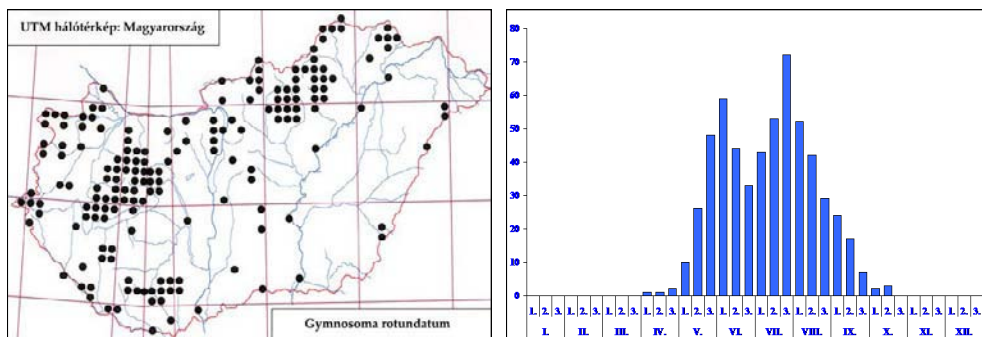 UTM hálótérkép: Magyarország
Gymnosoma rotundatum
80
70
60
50
40
30
20
10
0
1. 2. 3. 1. 2. 3. 1. 2. 3. 1. 2. 3. 1. 2. 3. 1. 2. 3. 1. 2. 3. 1. 2. 3. 1. 2. 3. 1. 2. 3. 1. 2. 3. 1. 2. 3.
I. II. III. IV. V. VI. VII. VIII. IX. X. XI. XII.